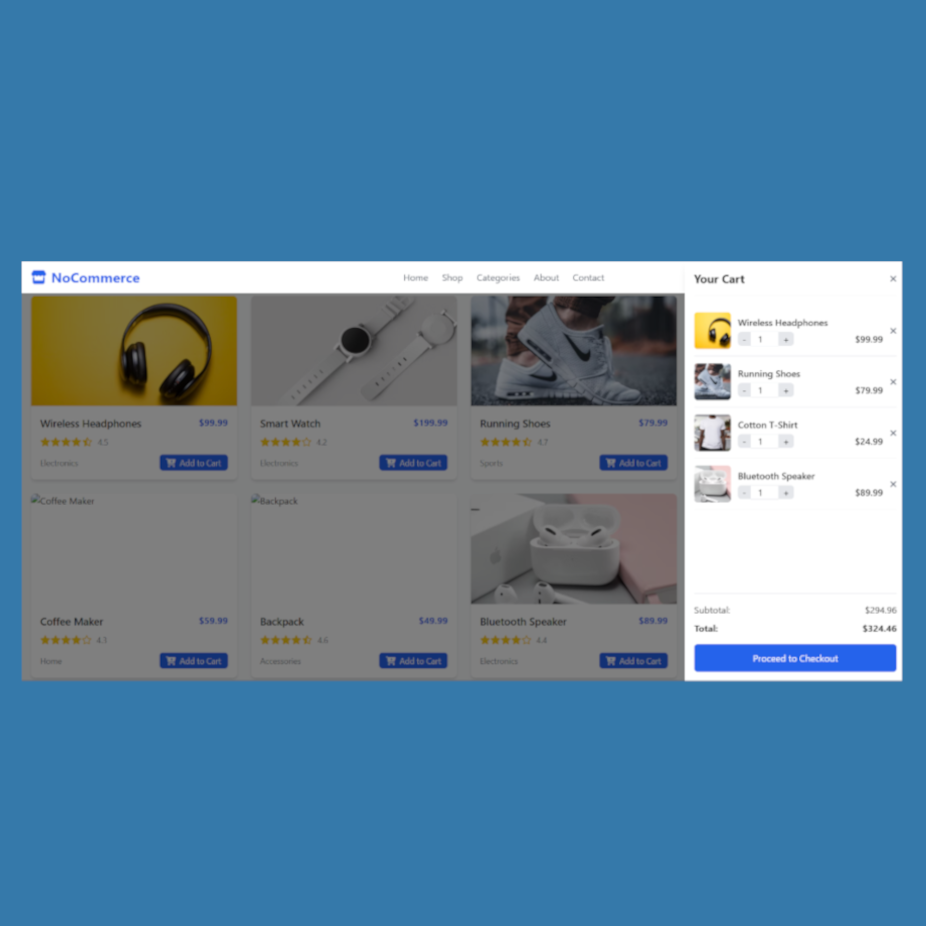 NoCommerce
Home Shop Categories About Contact
Wireless Headphones $99.99
4.5
Electronics Add to Cart
Smart Watch $199.99
4.2
Electronics Add to Cart
Running Shoes $79.99
4.7
Sports Add to Cart
Coffee Maker
Coffee Maker $59.99
4.3
Home Add to Cart
Backpack
Backpack $49.99
4.6
Accessories Add to Cart
Bluetooth Speaker $89.99
4.4
Electronics Add to Cart
Your Cart ×
Wireless Headphones ×
- 1 + $99.99
Running Shoes ×
- 1 + $79.99
Cotton T-Shirt ×
- 1 + $24.99
Bluetooth Speaker ×
- 1 + $89.99
Subtotal: $294.96
Total: $324.46
Proceed to Checkout